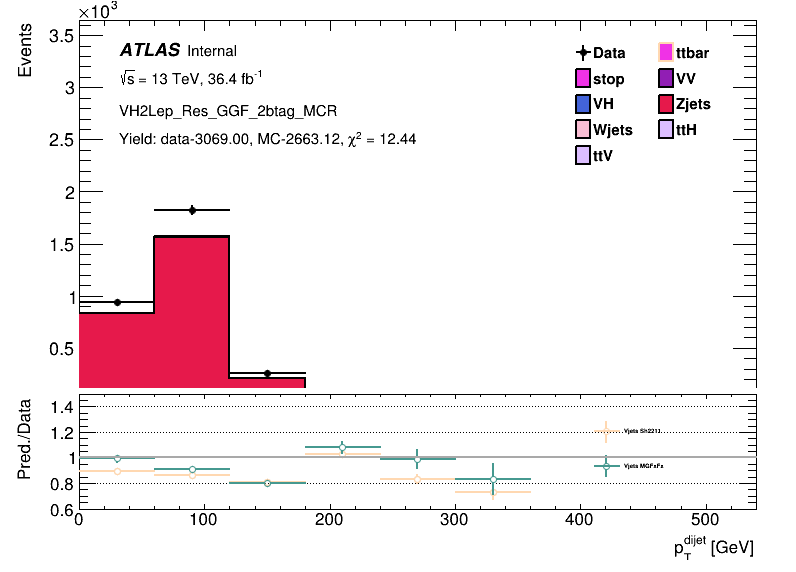 ×10³
Events
3.5
3
2.5
2
1.5
1
0.5
ATLAS Internal
√s = 13 TeV, 36.4 fb⁻¹
VH2Lep_Res_GGF_2btag_MCR
Yield: data-3069.00, MC-2663.12, χ² = 12.44
Data
ttbar
stop
VV
VH
Zjets
Wjets
ttH
ttV
Pred./Data
1.4
1.2
1
0.8
0.6
Vjets Sh2211
Vjets MGFxFx
0 100 200 300 400 500
p_T^dijet [GeV]